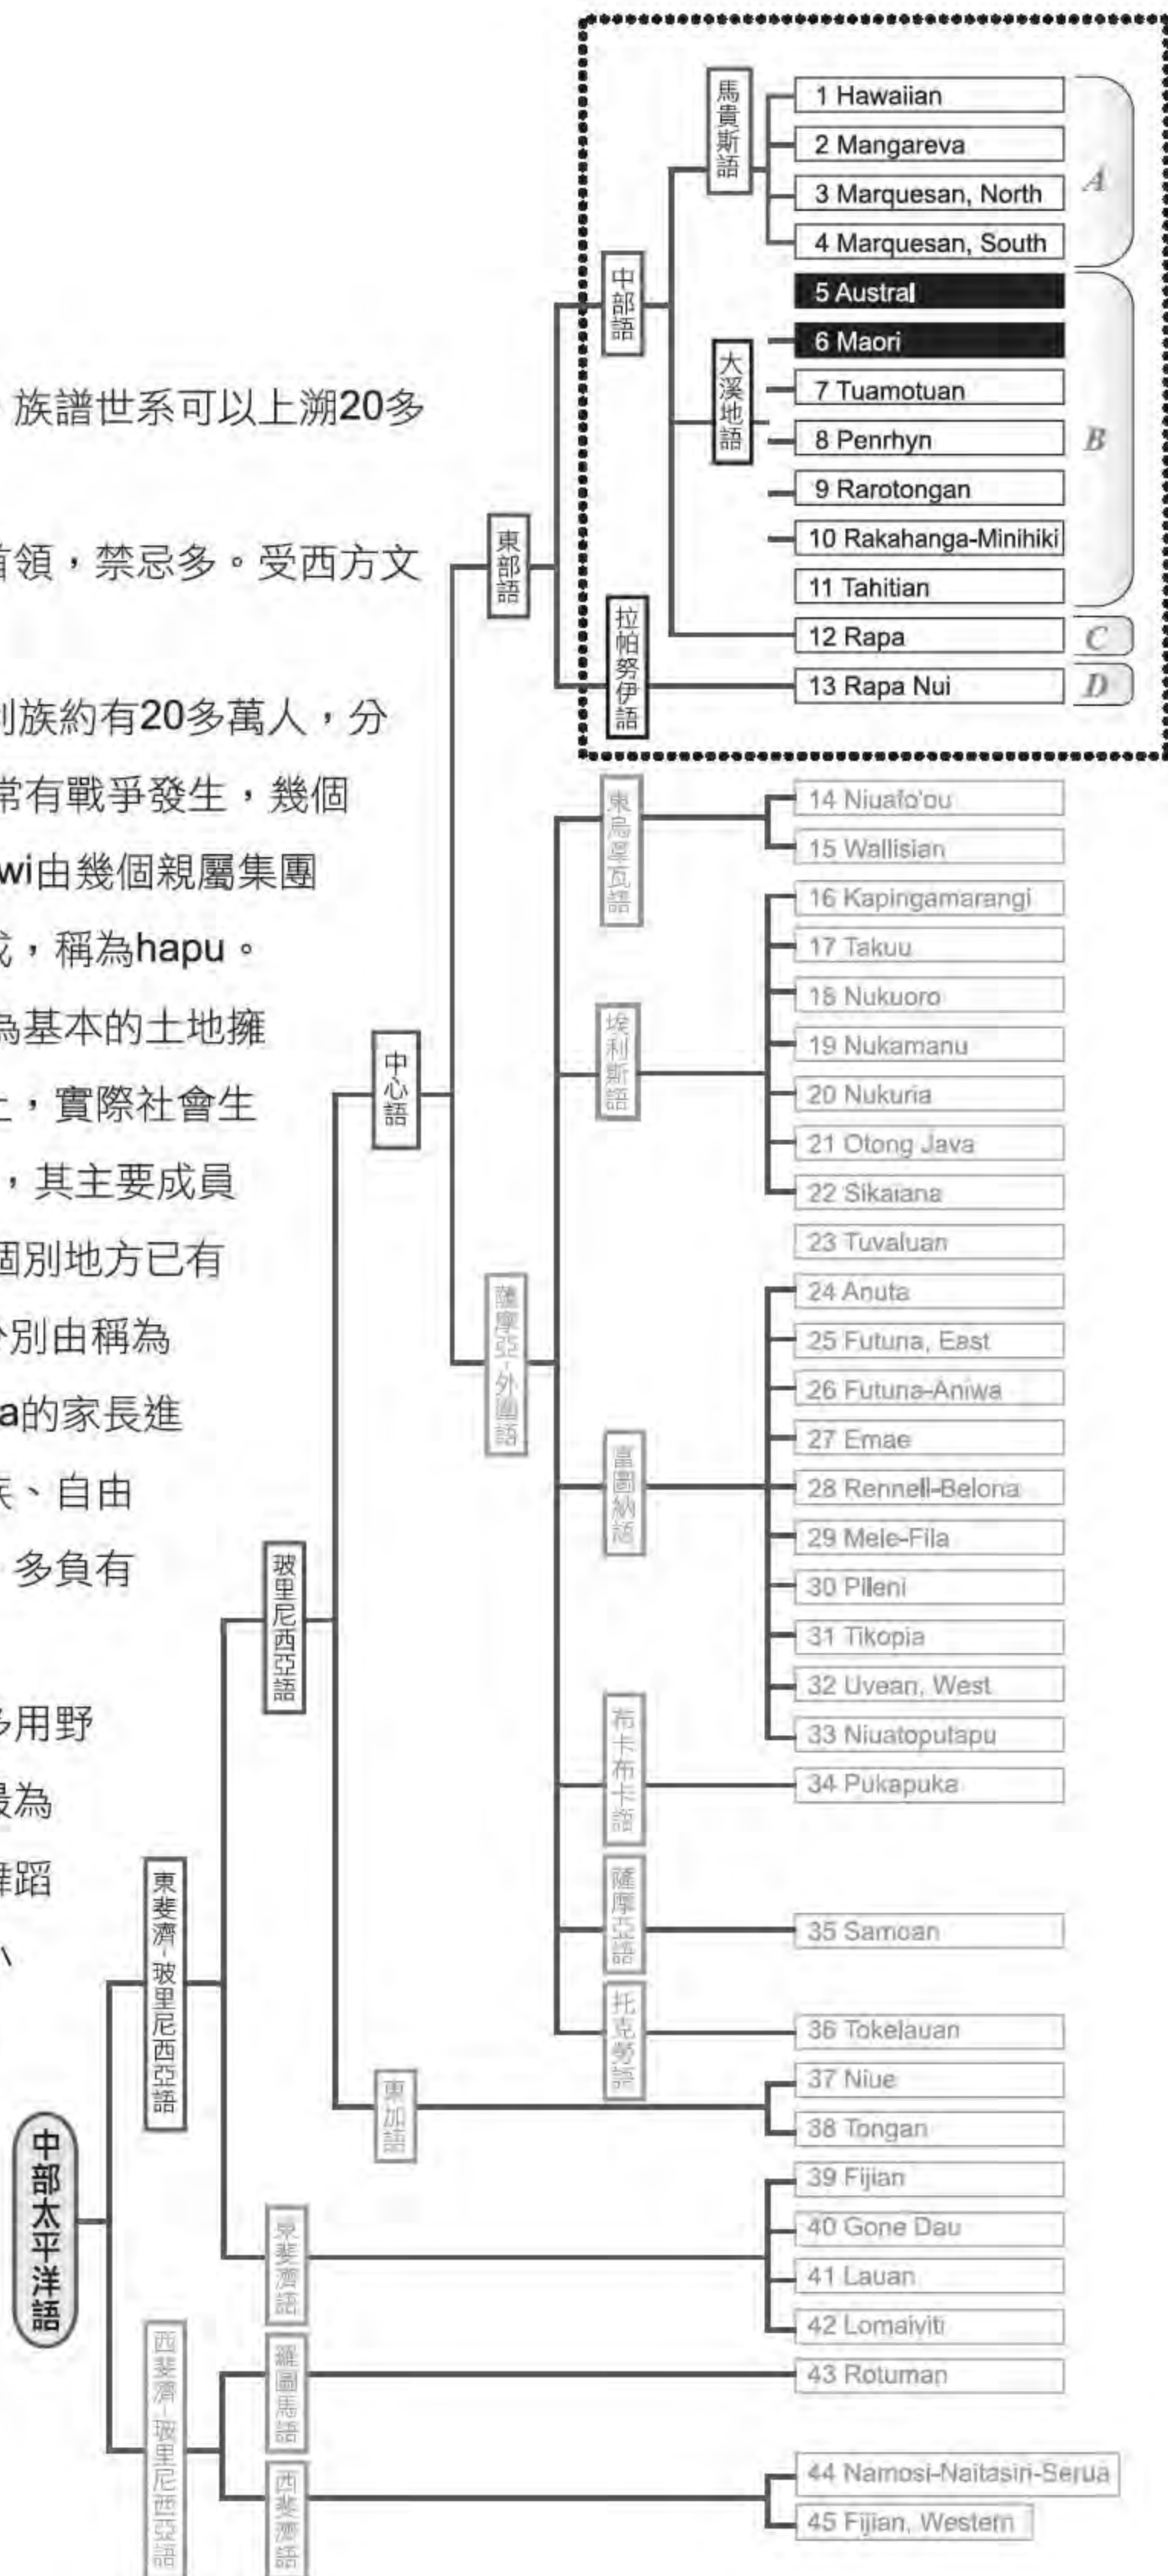 族譜世系可以上溯20多
首領，禁忌多。受西方文
利族約有20多萬人，分
常有戰爭發生，幾個
wi由幾個親屬集團
成，稱為hapu。
為基本的土地擁
上，實際社會生
，其主要成員
個別地方已有
分別由稱為
a的家長進
族、自由
多負有
多用野
最為
舞蹈
中部太平洋語
東斐濟-玻里尼西亞語
西斐濟-玻里尼西亞語
玻里尼西亞語
東斐濟語
羅圖馬語
西斐濟語
中心語
東加語
東部語
薩摩亞-外圍語
中部語
拉帕努伊語
埃利斯語
富圖納語
布卡布卡語
薩摩亞語
托克勞語
馬貴斯語
大溪地語
1 Hawaiian
2 Mangareva
3 Marquesan, North
4 Marquesan, South
A
5 Austral
6 Maori
7 Tuamotuan
8 Penrhyn
9 Rarotongan
10 Rakahanga-Minihiki
11 Tahitian
B
12 Rapa
C
13 Rapa Nui
D
14 Niuafo'ou
15 Wallisian
16 Kapingamarangi
17 Takuu
18 Nukuoro
19 Nukamanu
20 Nukuria
21 Otong Java
22 Sikaiana
23 Tuvaluan
24 Anuta
25 Futuna, East
26 Futuna-Aniwa
27 Emae
28 Rennell-Belona
29 Mele-Fila
30 Pileni
31 Tikopia
32 Uvean, West
33 Niuatoputapu
34 Pukapuka
35 Samoan
36 Tokelauan
37 Niue
38 Tongan
39 Fijian
40 Gone Dau
41 Lauan
42 Lomaiviti
43 Rotuman
44 Namosi-Naitasiri-Serua
45 Fijian, Western